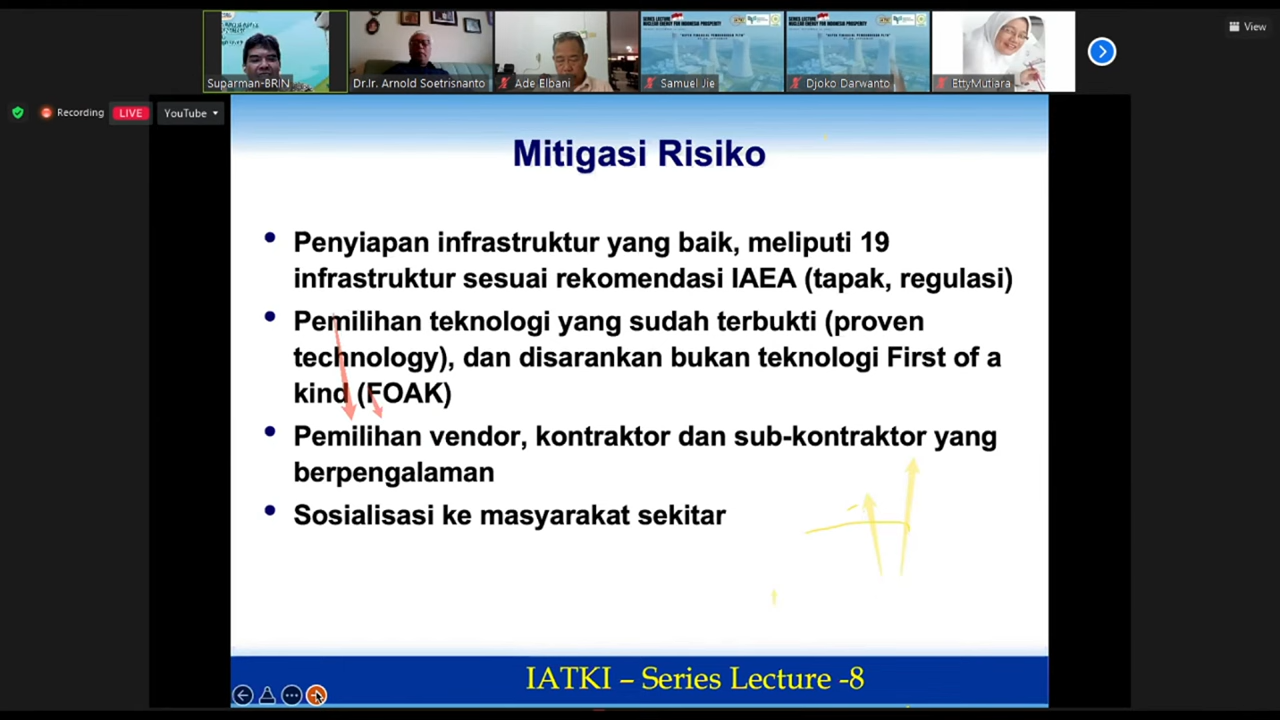 View
Suparman-BRIN
Dr.Ir. Arnold Soetrisnanto
Ade Elbani
Samuel Jie
Djoko Darwanto
EttyMutiara
Recording
LIVE
YouTube
Mitigasi Risiko
• Penyiapan infrastruktur yang baik, meliputi 19
infrastruktur sesuai rekomendasi IAEA (tapak, regulasi)
• Pemilihan teknologi yang sudah terbukti (proven
technology), dan disarankan bukan teknologi First of a
kind (FOAK)
• Pemilihan vendor, kontraktor dan sub-kontraktor yang
berpengalaman
• Sosialisasi ke masyarakat sekitar
IATKI – Series Lecture -8